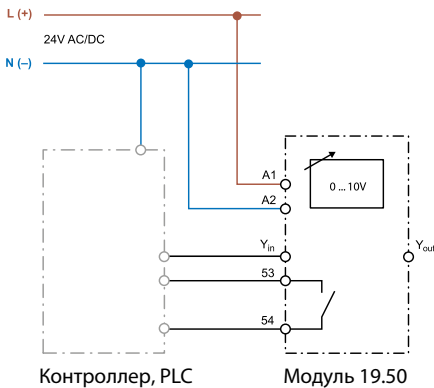 L (+)
24V AC/DC
N (–)
A1
0 ... 10V
A2
Yin
Yout
53
54
Контроллер, PLC
Модуль 19.50